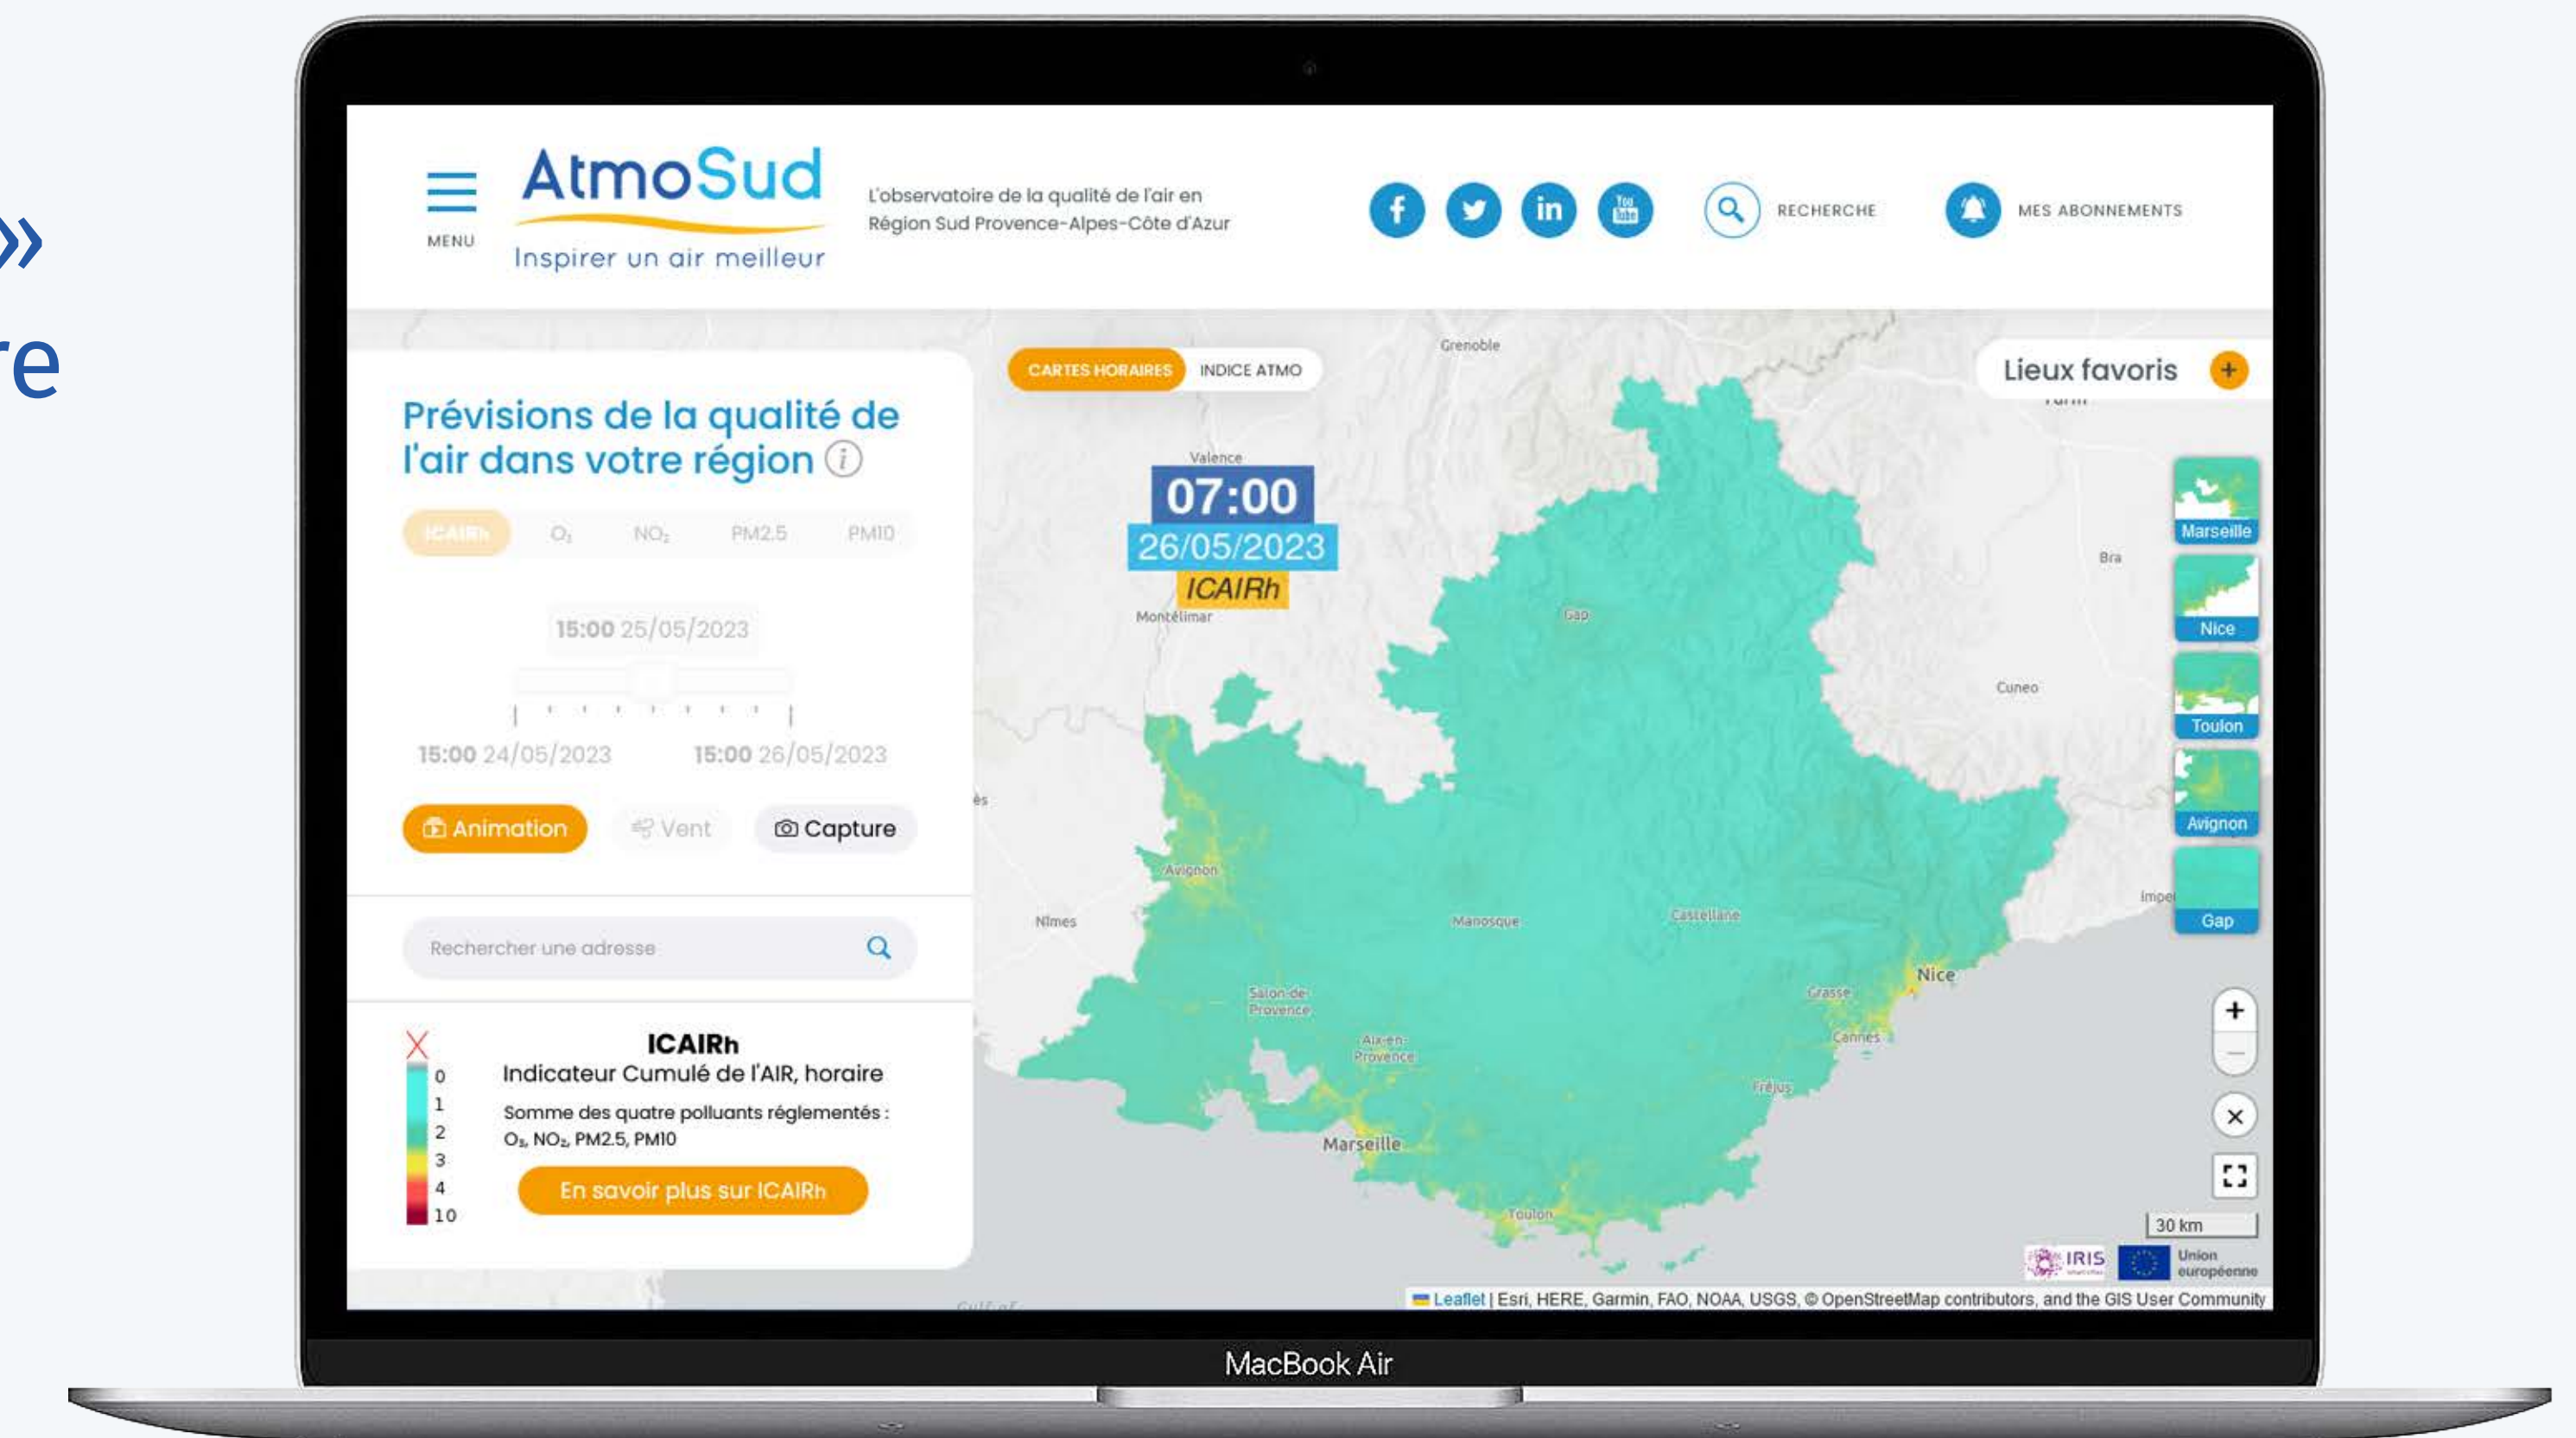 »
re
MENU
AtmoSud
Inspirer un air meilleur
L'observatoire de la qualité de l'air en
Région Sud Provence-Alpes-Côte d'Azur
f
in
You
Tube
RECHERCHE
MES ABONNEMENTS
Prévisions de la qualité de
l'air dans votre région i
ICAIRh O₃ NO₂ PM2.5 PM10
15:00 25/05/2023
15:00 24/05/2023 15:00 26/05/2023
Animation Vent Capture
Rechercher une adresse
0
1
2
3
4
10
ICAIRh
Indicateur Cumulé de l'AIR, horaire
Somme des quatre polluants réglementés :
O₃, NO₂, PM2.5, PM10
En savoir plus sur ICAIRh
CARTES HORAIRES INDICE ATMO
Grenoble
Lieux favoris +
Valence
07:00
26/05/2023
ICAIRh
Montélimar
Gap
Bra
Cuneo
Avignon
Nîmes
Manosque
Castellane
Salon-de-
Provence
Aix-en-
Provence
Nice
Grasse
Cannes
Fréjus
Marseille
Toulon
Marseille
Nice
Toulon
Avignon
Gap
+
−
×
30 km
IRIS
Union
européenne
Leaflet | Esri, HERE, Garmin, FAO, NOAA, USGS, © OpenStreetMap contributors, and the GIS User Community
MacBook Air